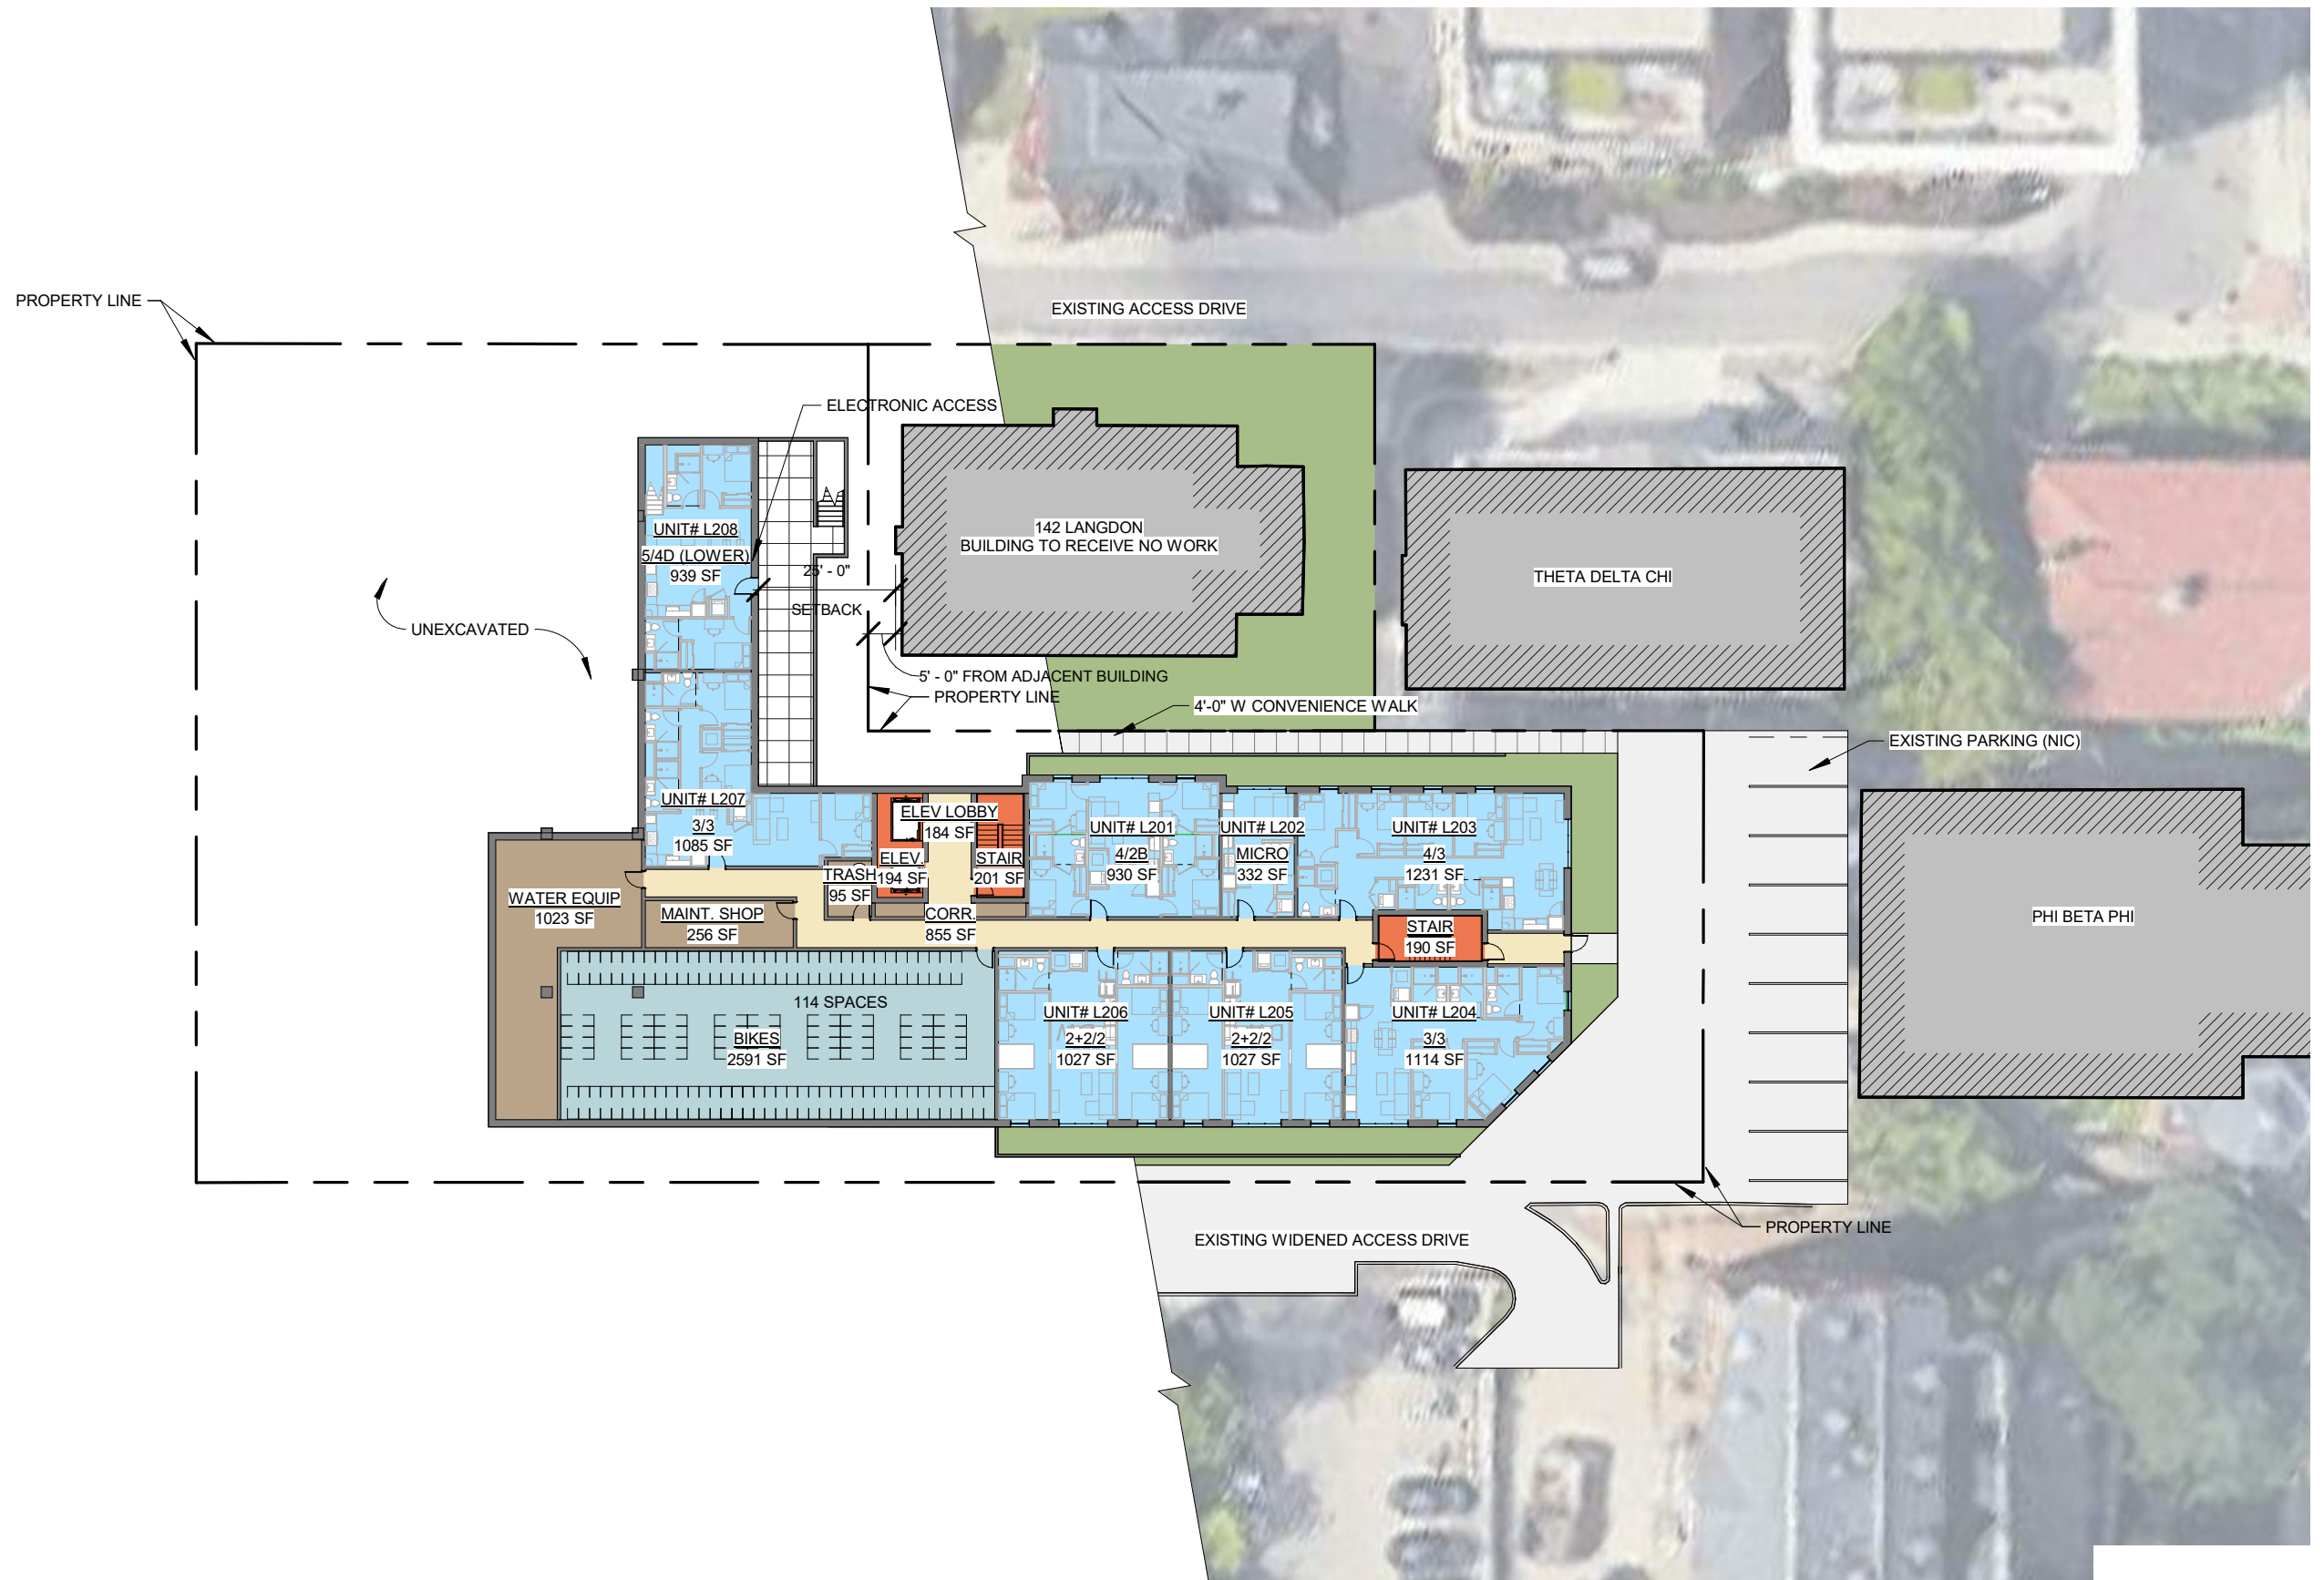 PROPERTY LINE
EXISTING ACCESS DRIVE
ELECTRONIC ACCESS
UNIT# L208
5/4D (LOWER)
939 SF
142 LANGDON
BUILDING TO RECEIVE NO WORK
THETA DELTA CHI
25' - 0"
SETBACK
UNEXCAVATED
5' - 0" FROM ADJACENT BUILDING
PROPERTY LINE
4'-0" W CONVENIENCE WALK
EXISTING PARKING (NIC)
UNIT# L207
3/3
1085 SF
ELEV LOBBY
184 SF
ELEV.
194 SF
STAIR
201 SF
TRASH
95 SF
UNIT# L201
4/2B
930 SF
UNIT# L202
MICRO
332 SF
UNIT# L203
4/3
1231 SF
WATER EQUIP
1023 SF
MAINT. SHOP
256 SF
CORR.
855 SF
STAIR
190 SF
PHI BETA PHI
114 SPACES
BIKES
2591 SF
UNIT# L206
2+2/2
1027 SF
UNIT# L205
2+2/2
1027 SF
UNIT# L204
3/3
1114 SF
PROPERTY LINE
EXISTING WIDENED ACCESS DRIVE